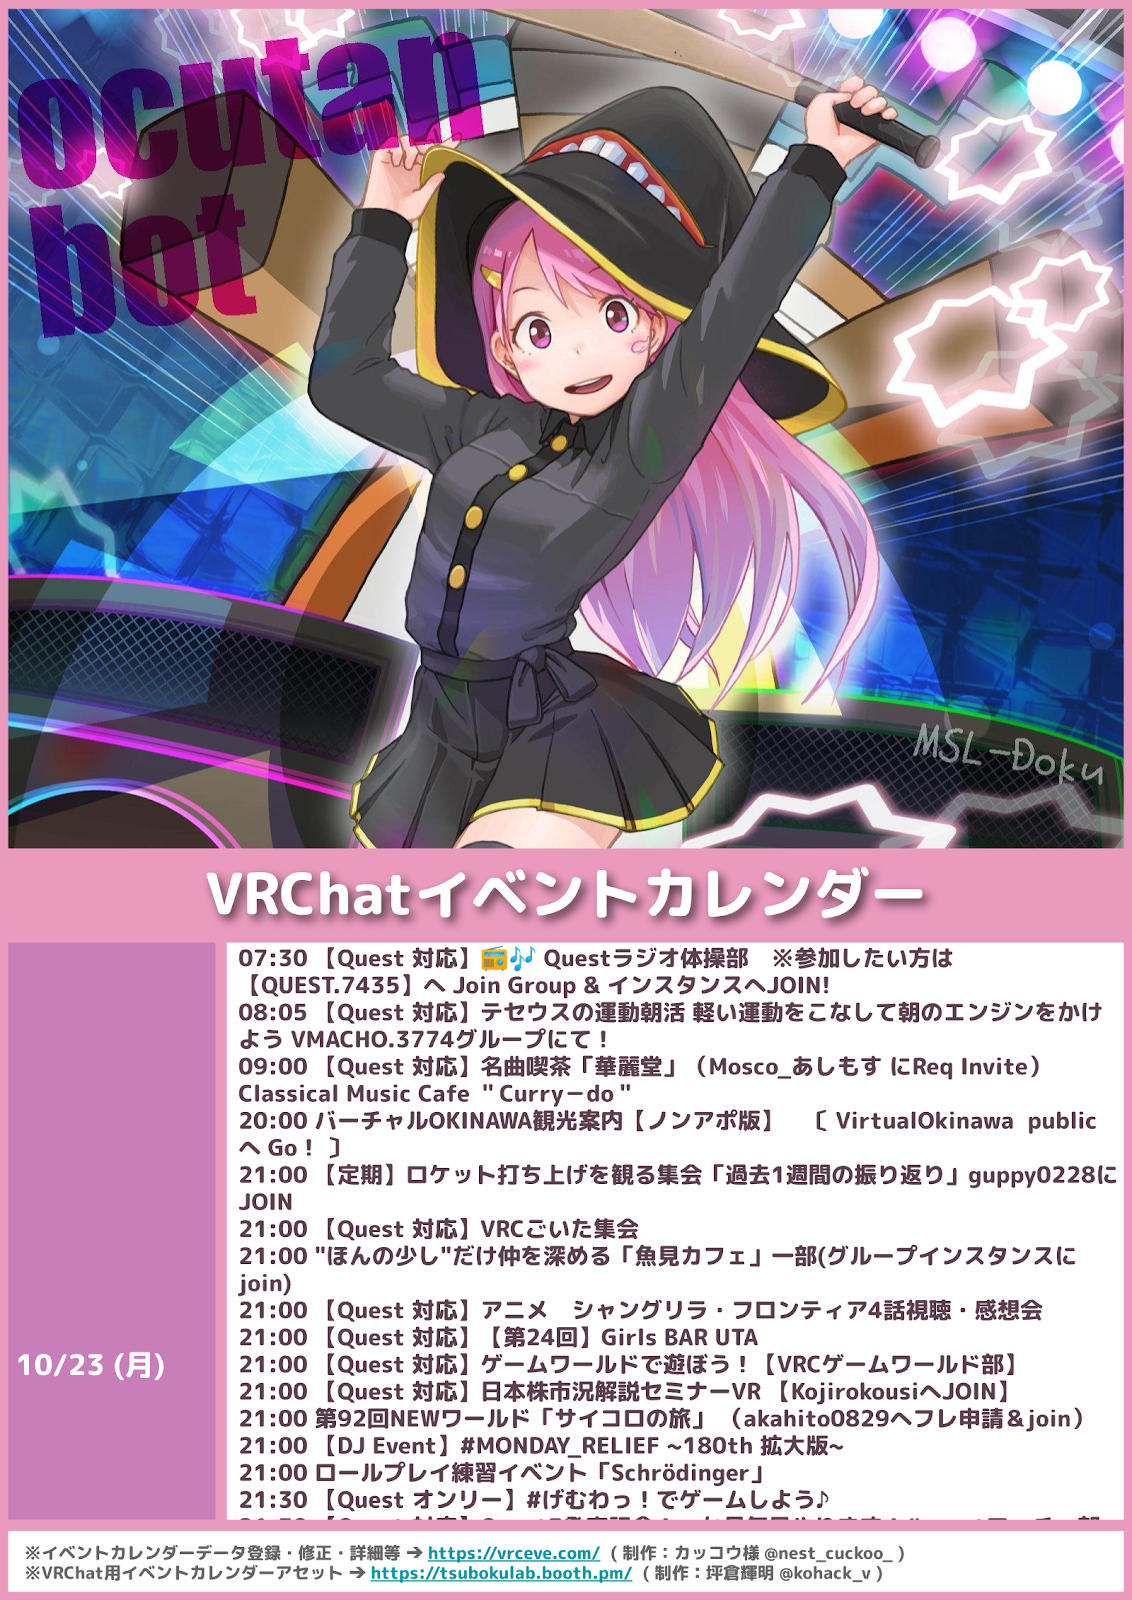 ocutan
bot
MSL-Doku
VRChatイベントカレンダー
10/23 (月)
07:30 【Quest 対応】📻🎶 Questラジオ体操部　※参加したい方は
【QUEST.7435】へ Join Group & インスタンスへJOIN!
08:05 【Quest 対応】テセウスの運動朝活 軽い運動をこなして朝のエンジンをかけ
よう VMACHO.3774グループにて！
09:00 【Quest 対応】名曲喫茶「華麗堂」（Mosco_あしもす にReq Invite）
Classical Music Cafe ＂Curry－do＂
20:00 バーチャルOKINAWA観光案内【ノンアポ版】　〔 VirtualOkinawa public
へ Go！ 〕
21:00 【定期】ロケット打ち上げを観る集会「過去1週間の振り返り」guppy0228に
JOIN
21:00 【Quest 対応】VRCごいた集会
21:00 "ほんの少し"だけ仲を深める「魚見カフェ」一部(グループインスタンスに
join)
21:00 【Quest 対応】アニメ　シャングリラ・フロンティア4話視聴・感想会
21:00 【Quest 対応】【第24回】Girls BAR UTA
21:00 【Quest 対応】ゲームワールドで遊ぼう！【VRCゲームワールド部】
21:00 【Quest 対応】日本株市況解説セミナーVR 【KojirokousiへJOIN】
21:00 第92回NEWワールド「サイコロの旅」（akahito0829へフレ申請＆join）
21:00 【DJ Event】#MONDAY_RELIEF ~180th 拡大版~
21:00 ロールプレイ練習イベント「Schrödinger」
21:30 【Quest オンリー】#げむわっ！でゲームしよう♪
※イベントカレンダーデータ登録・修正・詳細等 ➔ https://vrceve.com/ （制作：カッコウ様 @nest_cuckoo_ ）
※VRChat用イベントカレンダーアセット ➔ https://tsubokulab.booth.pm/ （制作：坪倉輝明 @kohack_v ）